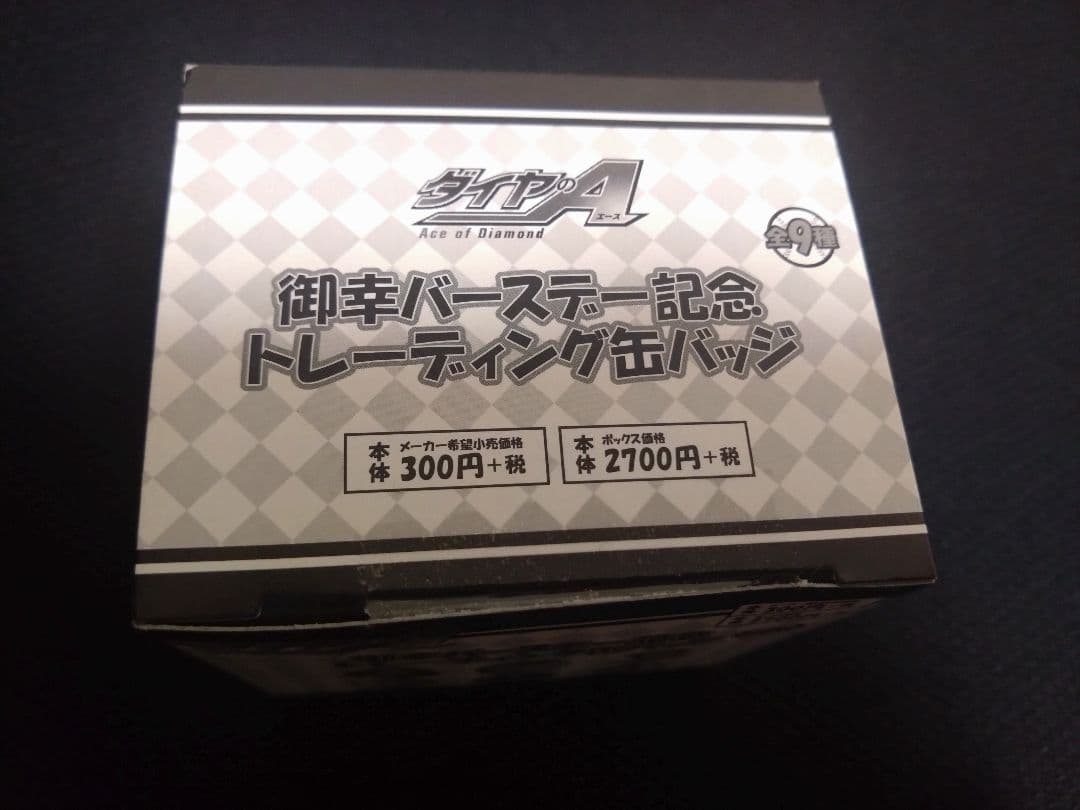 ダイヤのA
エース
Ace of Diamond
全9種
御幸バースデー記念
トレーディング缶バッジ
本体 メーカー希望小売価格 300円+税
本体 ボックス価格 2700円+税